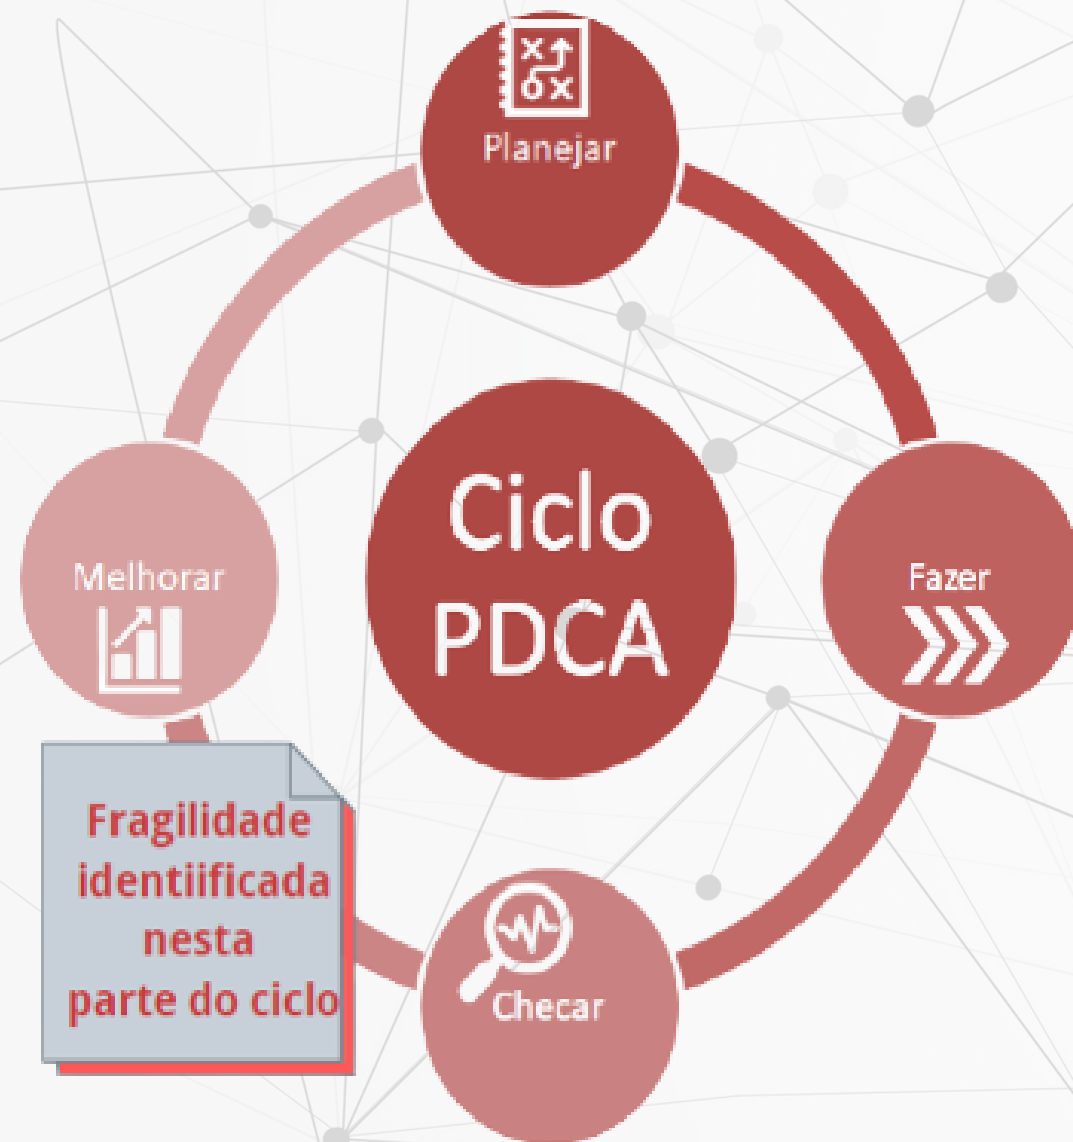 Planejar
Ciclo
PDCA
Melhorar
Fazer
Fragilidade
identiificada
nesta
parte do ciclo
Checar